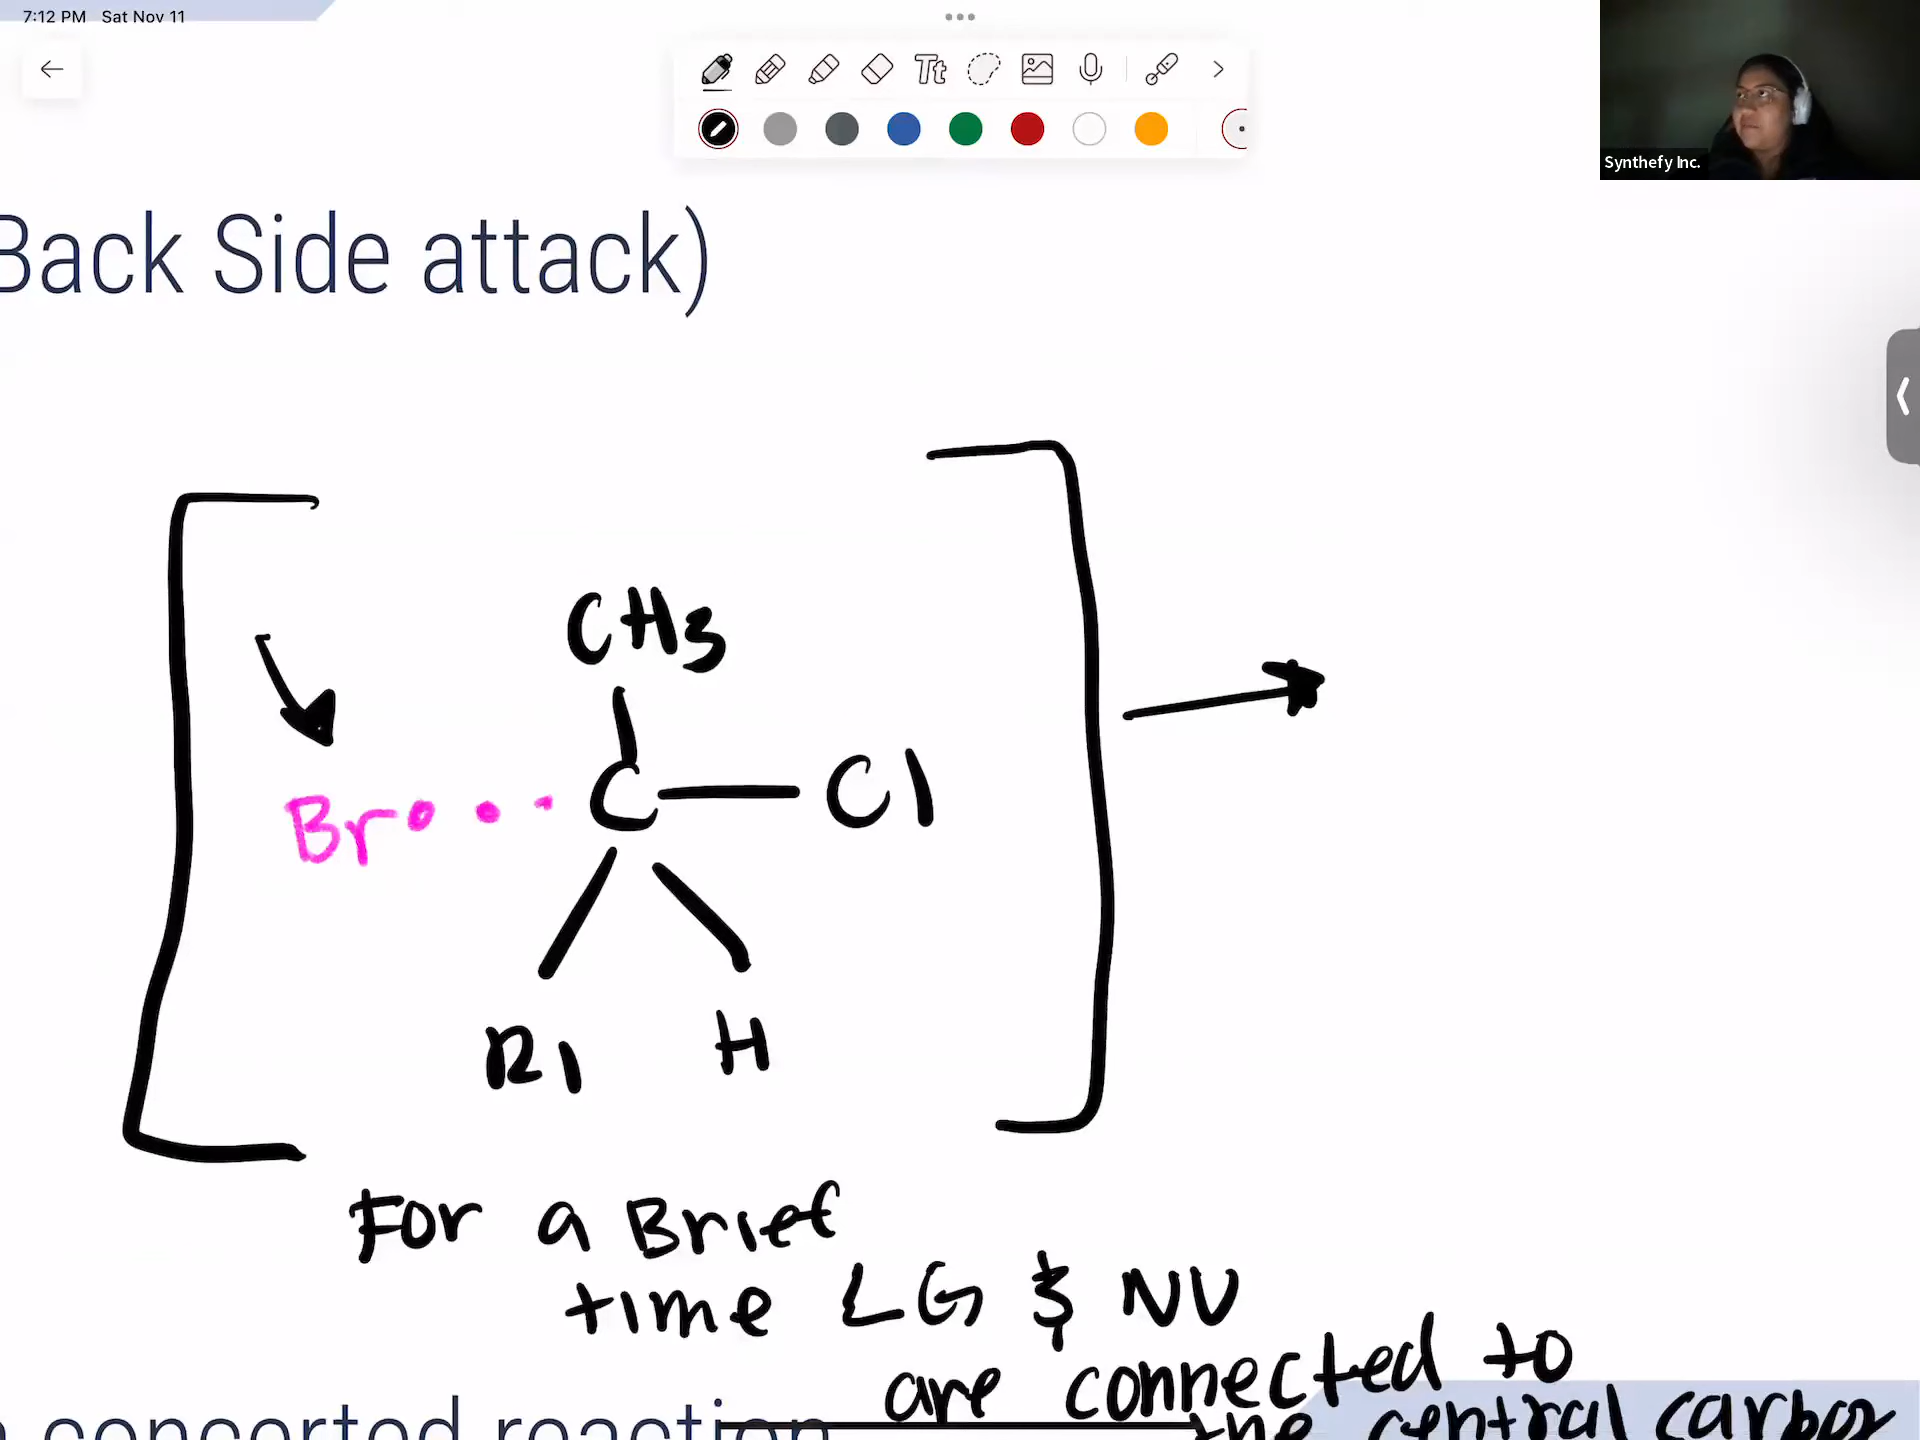 7:12 PM Sat Nov 11
Tt
Synthefy Inc.
Back Side attack)
CH3
Br C Cl
R1 H
For a Brief
time LG & NU
are connected to
the central carbon
concerted reaction